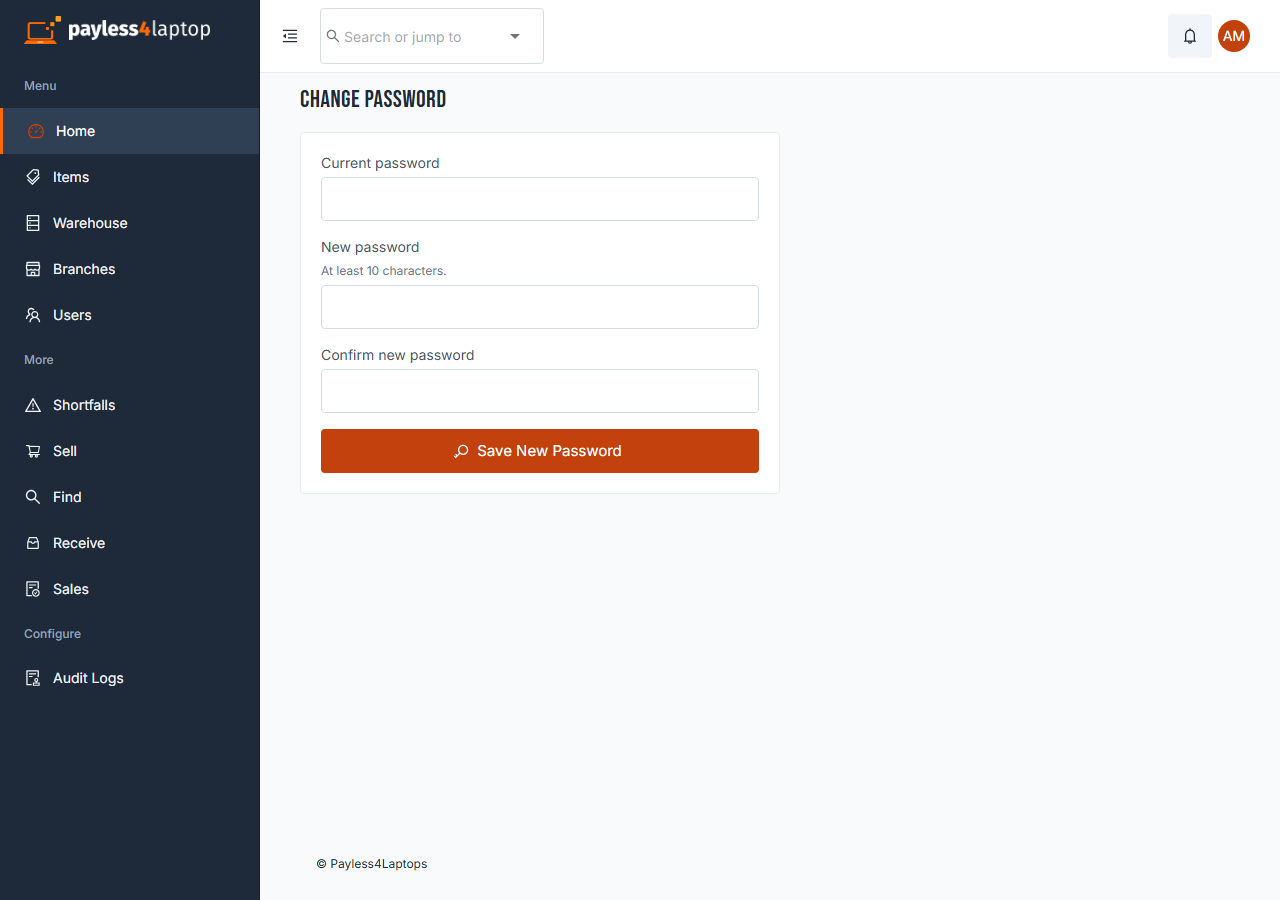 payless4laptop
Menu
Home
Items
Warehouse
Branches
Users
More
Shortfalls
Sell
Find
Receive
Sales
Configure
Audit Logs
Search or jump to
AM
CHANGE PASSWORD
Current password
New password
At least 10 characters.
Confirm new password
Save New Password
© Payless4Laptops